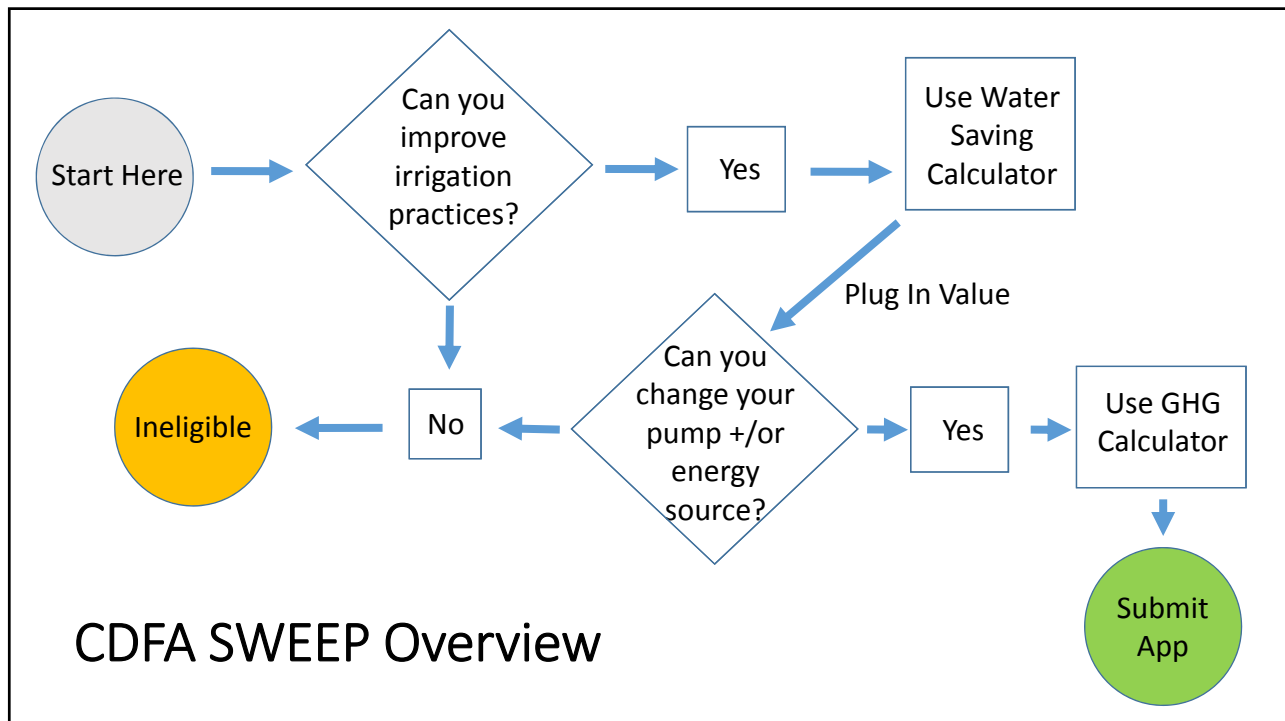 Start Here
Can you
improve
irrigation
practices?
Yes
Use Water
Saving
Calculator
Plug In Value
Can you
change your
pump +/or
energy
source?
No
Ineligible
Yes
Use GHG
Calculator
Submit
App
CDFA SWEEP Overview